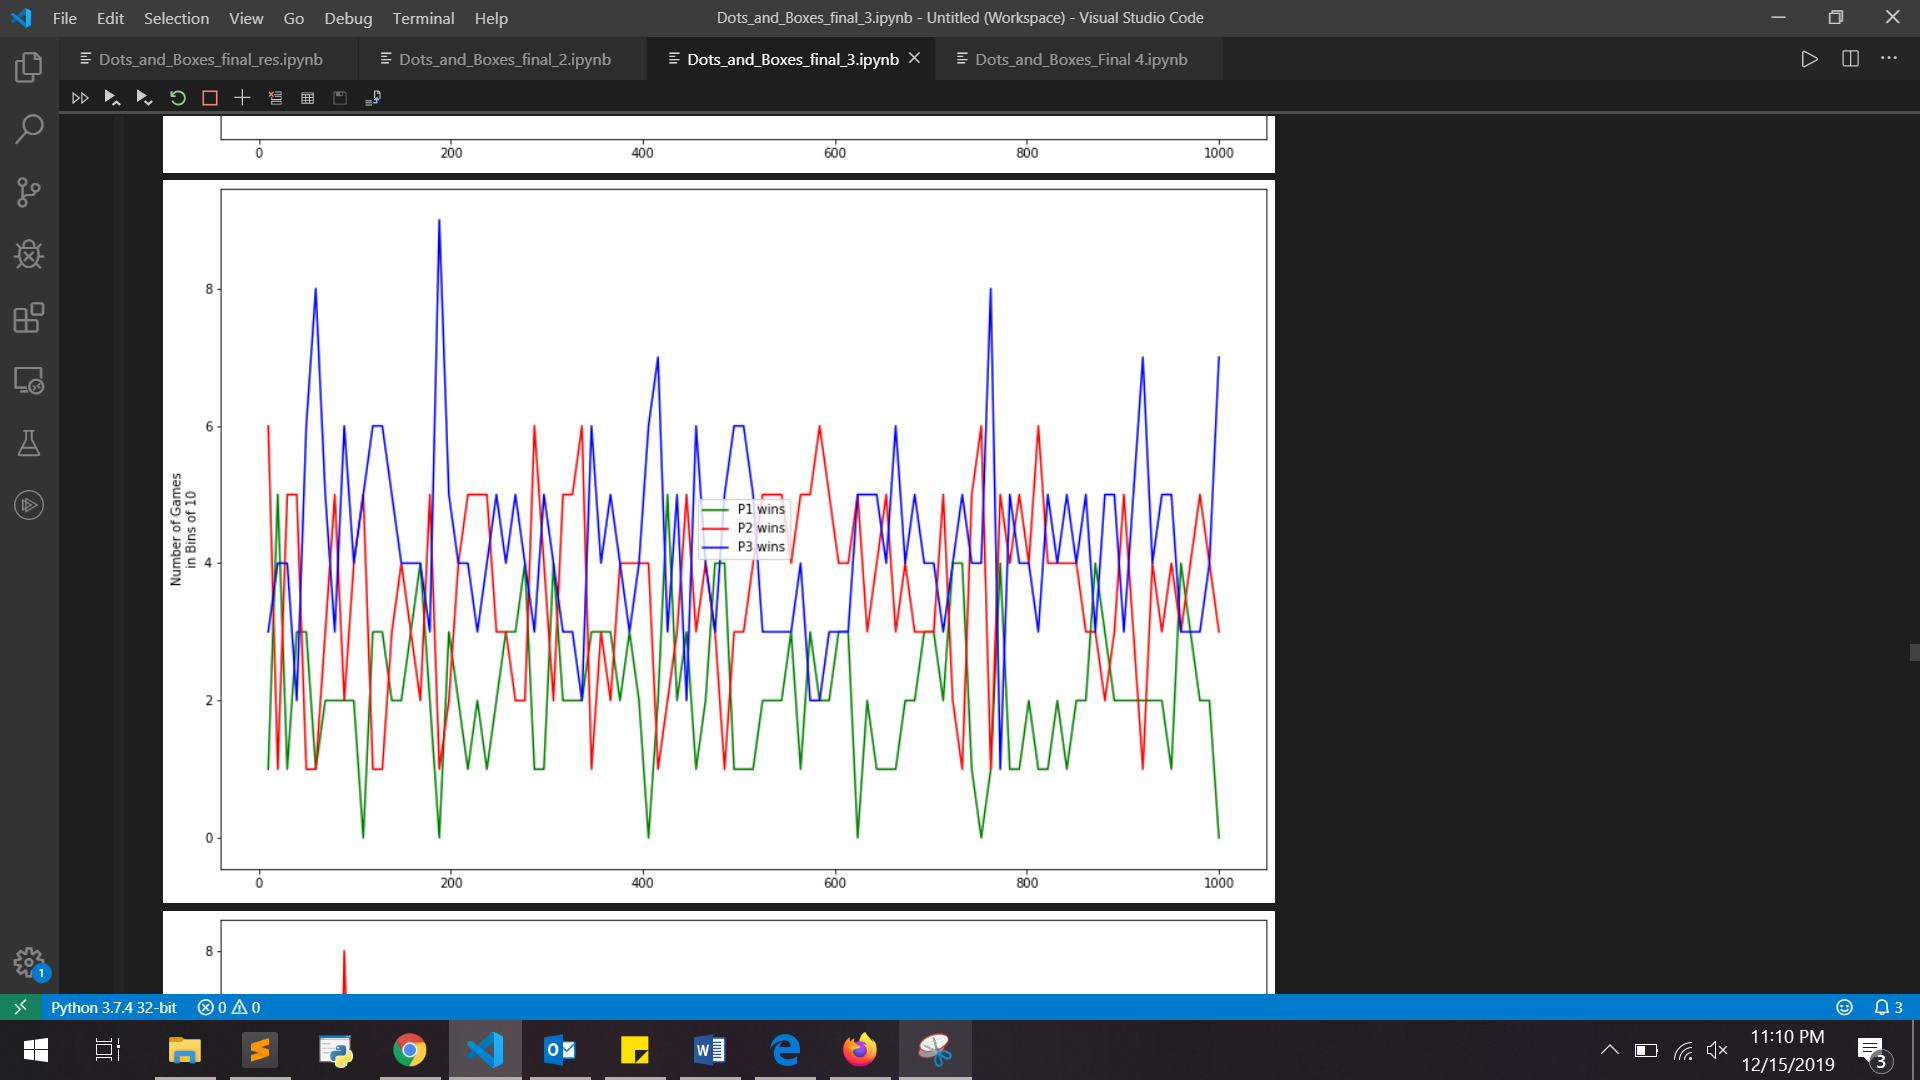 File Edit Selection View Go Debug Terminal Help
Dots_and_Boxes_final_3.ipynb - Untitled (Workspace) - Visual Studio Code
Dots_and_Boxes_final_res.ipynb
Dots_and_Boxes_final_2.ipynb
Dots_and_Boxes_final_3.ipynb
Dots_and_Boxes_Final 4.ipynb
0 200 400 600 800 1000
8
6
4
2
0
Number of Games
in Bins of 10
P1 wins
P2 wins
P3 wins
0 200 400 600 800 1000
8
1
Python 3.7.4 32-bit
0 0
3
11:10 PM
12/15/2019
3